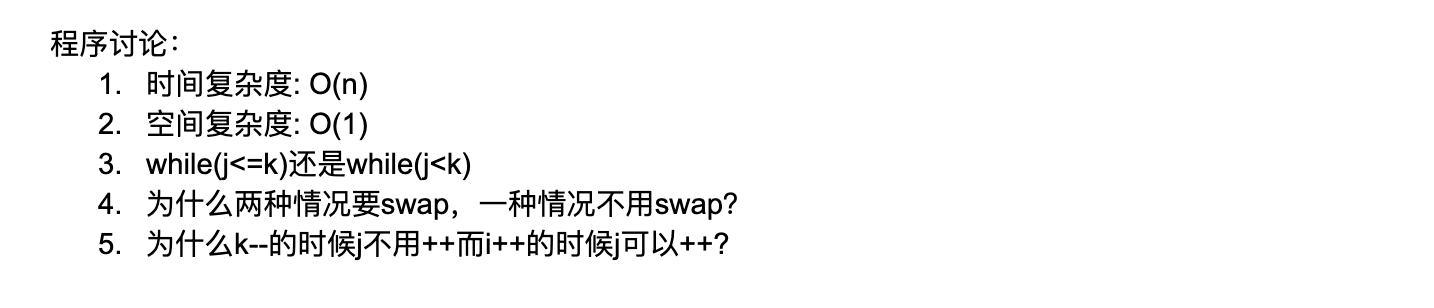 程序讨论：
1. 时间复杂度: O(n)
2. 空间复杂度: O(1)
3. while(j<=k)还是while(j<k)
4. 为什么两种情况要swap，一种情况不用swap?
5. 为什么k--的时候j不用++而i++的时候j可以++?